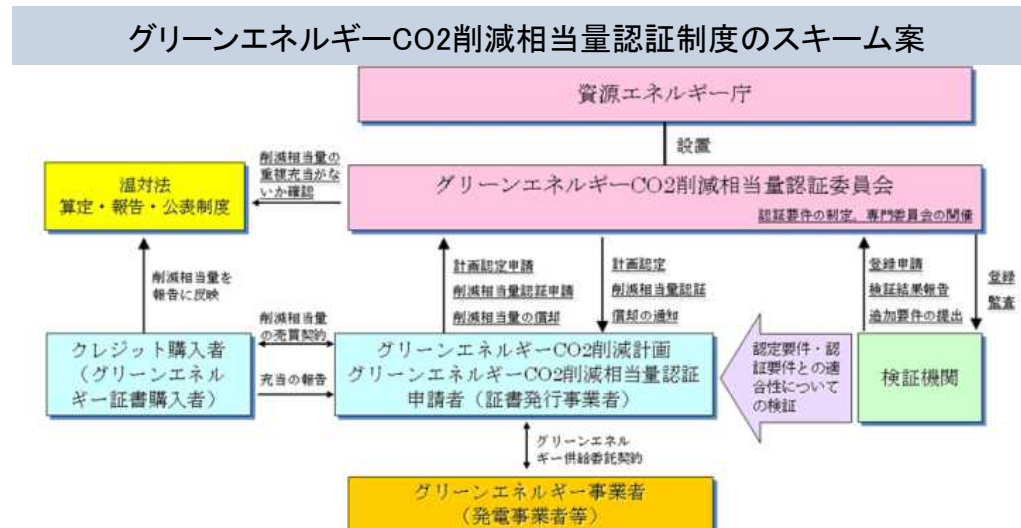 グリーンエネルギーCO2削減相当量認証制度のスキーム案
資源エネルギー庁
設置
削減相当量の
重複充当がな
いか確認
温対法
算定・報告・公表制度
グリーンエネルギーCO2削減相当量認証委員会
認証要件の制定、専門委員会の開催
削減相当量を
報告に反映
計画認定申請
削減相当量認証申請
削減相当量の償却
計画認定
削減相当量認証
償却の通知
登録申請
検証結果報告
追加要件の提出
登録
監査
削減相当量
の売買契約
充当の報告
クレジット購入者
（グリーンエネル
ギー証書購入者）
グリーンエネルギーCO2削減計画
グリーンエネルギーCO2削減相当量認証
申請者（証書発行事業者）
認定要件・認
証要件との適
合性について
の検証
検証機関
グリーンエネル
ギー供給委託契約
グリーンエネルギー事業者
（発電事業者等）